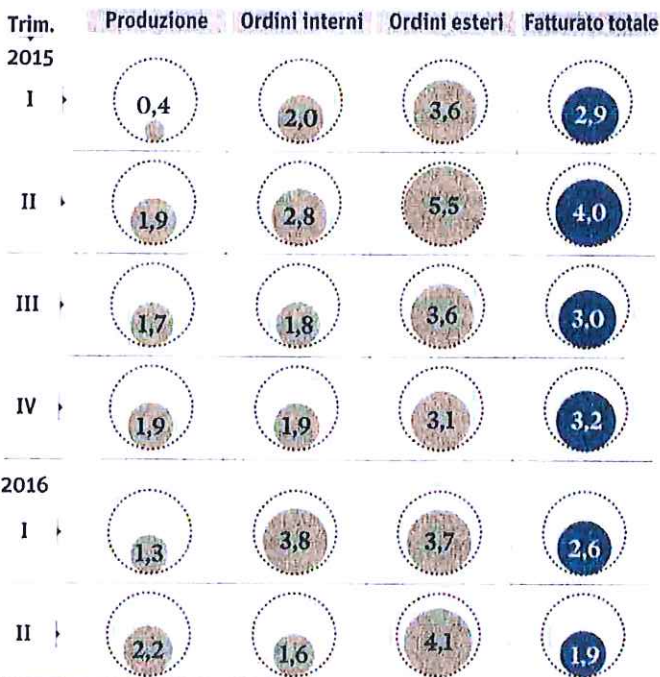 Trim. Produzione Ordini interni Ordini esteri Fatturato totale
2015
I 0,4 2,0 3,6 2,9
II 1,9 2,8 5,5 4,0
III 1,7 1,8 3,6 3,0
IV 1,9 1,9 3,1 3,2
2016
I 1,3 3,8 3,7 2,6
II 2,2 1,6 4,1 1,9